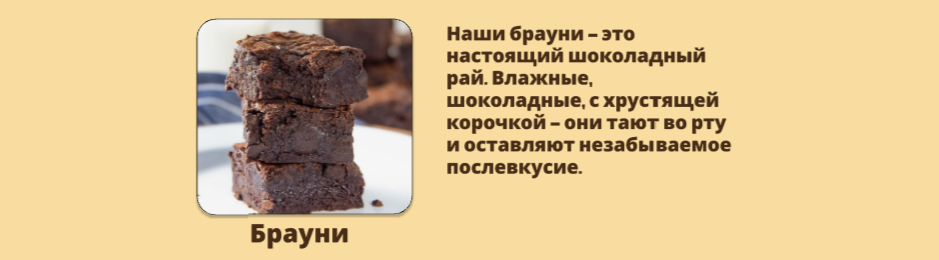 Наши брауни – это
настоящий шоколадный
рай. Влажные,
шоколадные, с хрустящей
корочкой – они тают во рту
и оставляют незабываемое
послевкусие.
Брауни